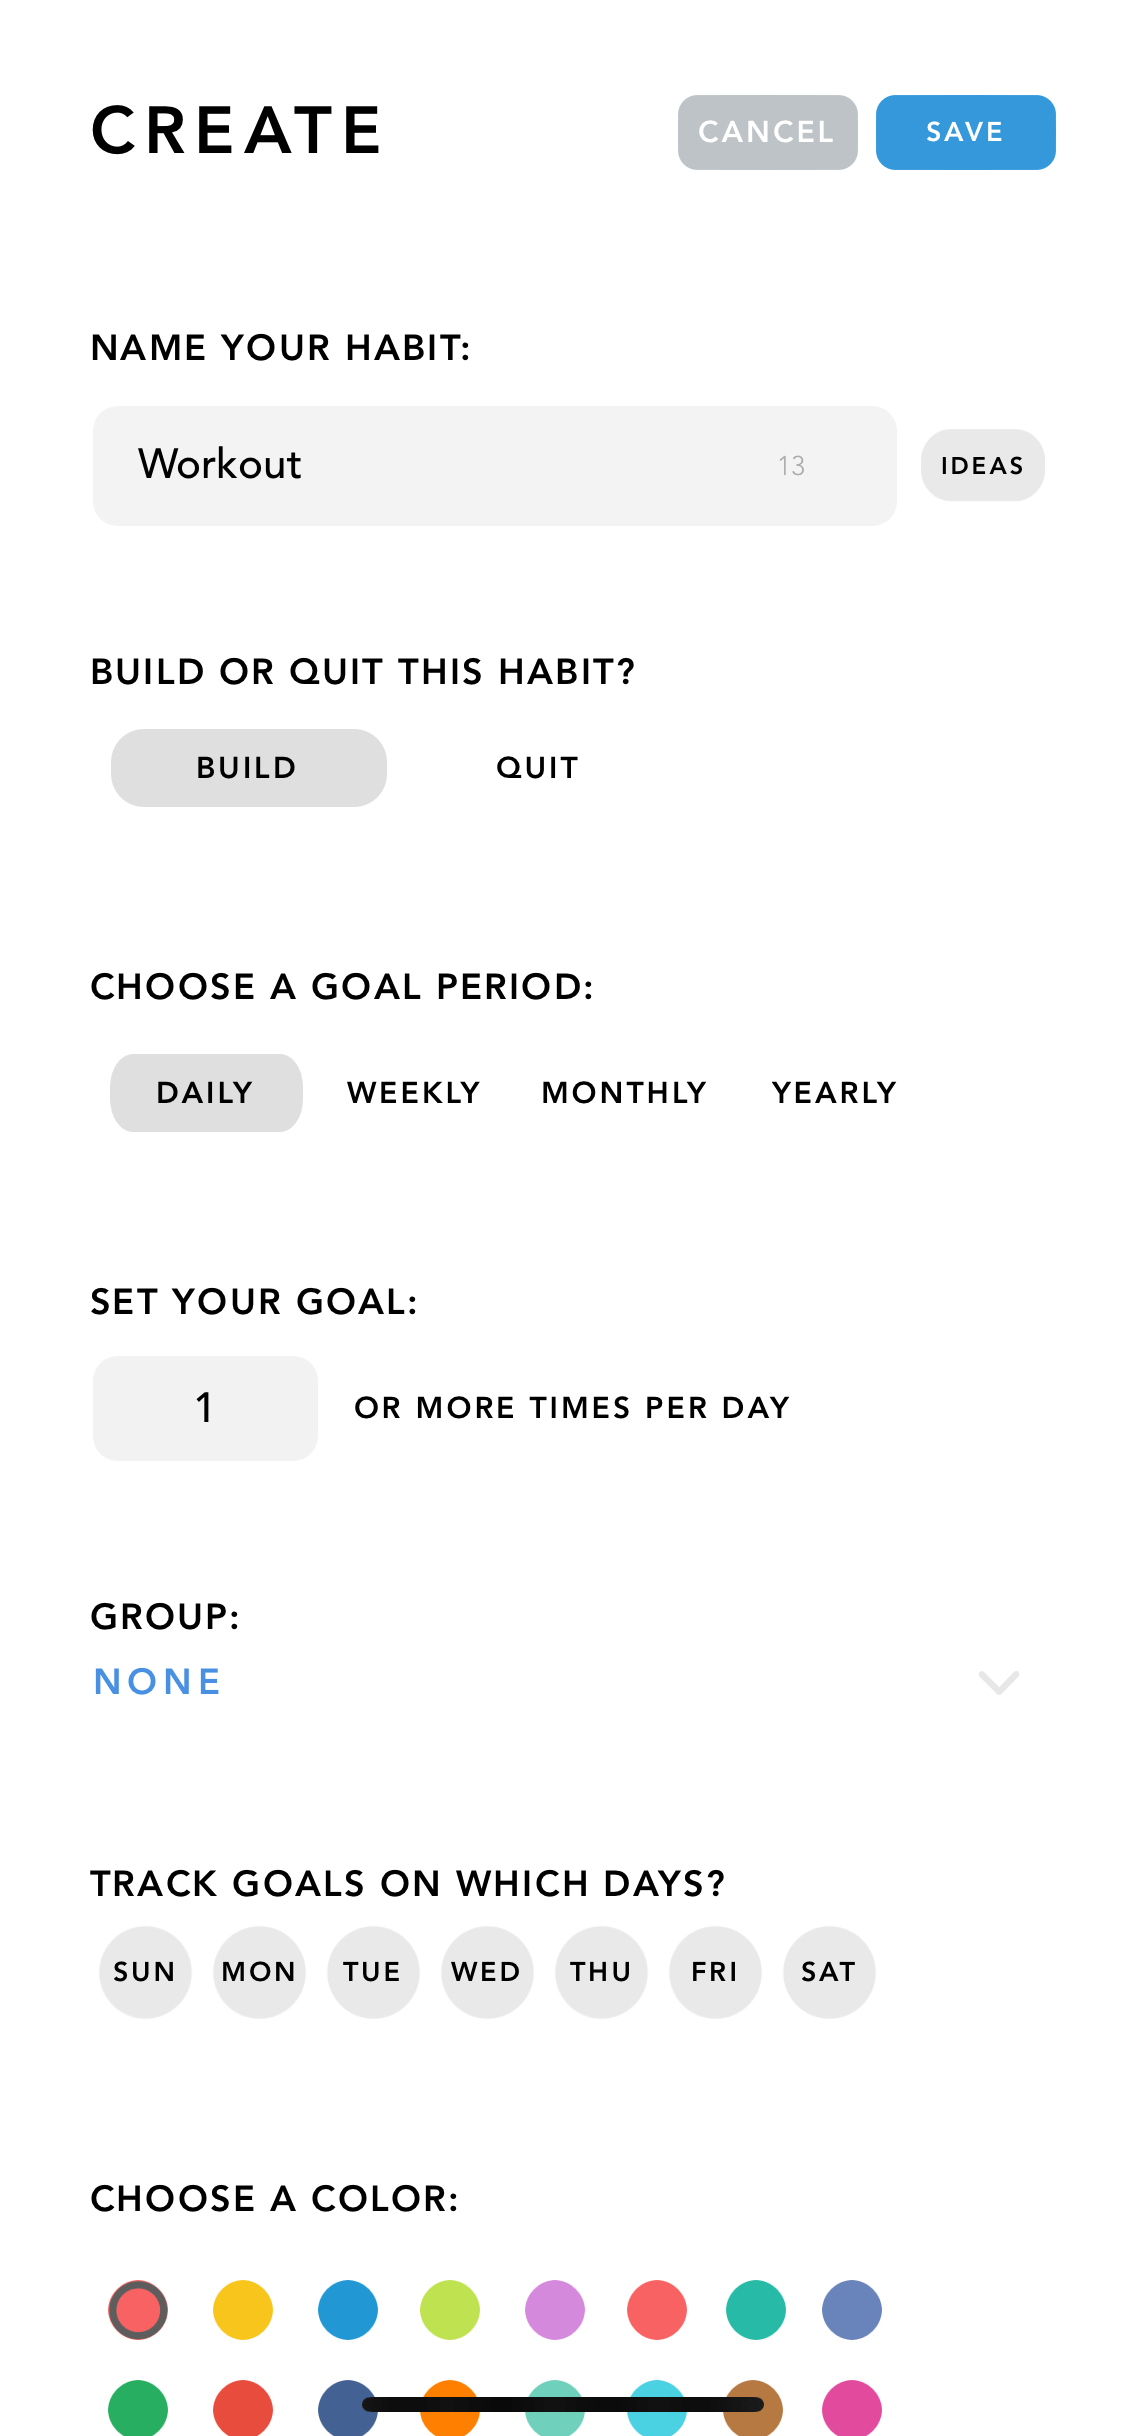 CREATE CANCEL SAVE
NAME YOUR HABIT:
Workout 13 IDEAS
BUILD OR QUIT THIS HABIT?
BUILD QUIT
CHOOSE A GOAL PERIOD:
DAILY WEEKLY MONTHLY YEARLY
SET YOUR GOAL:
1 OR MORE TIMES PER DAY
GROUP:
NONE
TRACK GOALS ON WHICH DAYS?
SUN MON TUE WED THU FRI SAT
CHOOSE A COLOR: